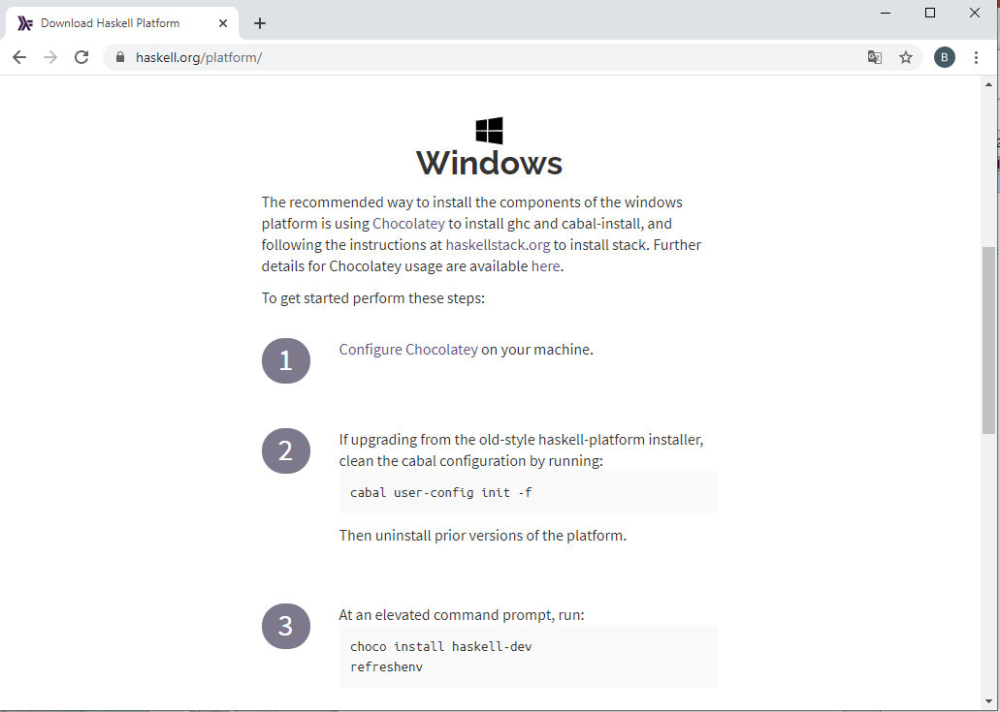 Download Haskell Platform
haskell.org/platform/
B
Windows
The recommended way to install the components of the windows
platform is using Chocolatey to install ghc and cabal-install, and
following the instructions at haskellstack.org to install stack. Further
details for Chocolatey usage are available here.
To get started perform these steps:
1
Configure Chocolatey on your machine.
2
If upgrading from the old-style haskell-platform installer,
clean the cabal configuration by running:
cabal user-config init -f
Then uninstall prior versions of the platform.
3
At an elevated command prompt, run:
choco install haskell-dev
refreshenv